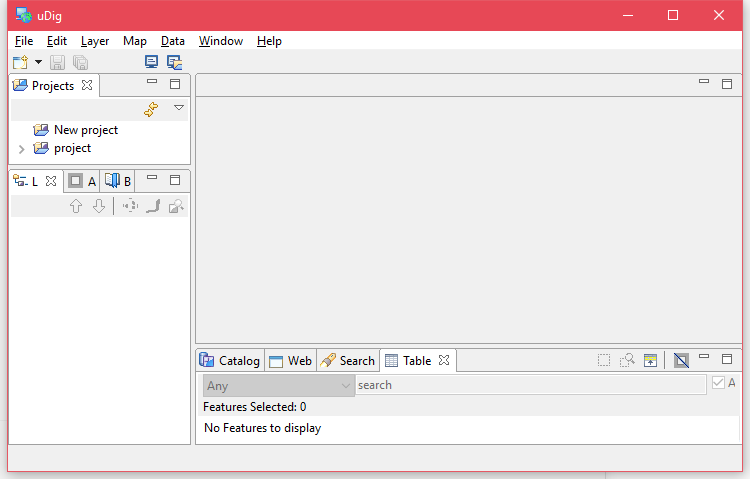 uDig
File Edit Layer Map Data Window Help
Projects
New project
project
L A B
Catalog Web Search Table
Any search A
Features Selected: 0
No Features to display